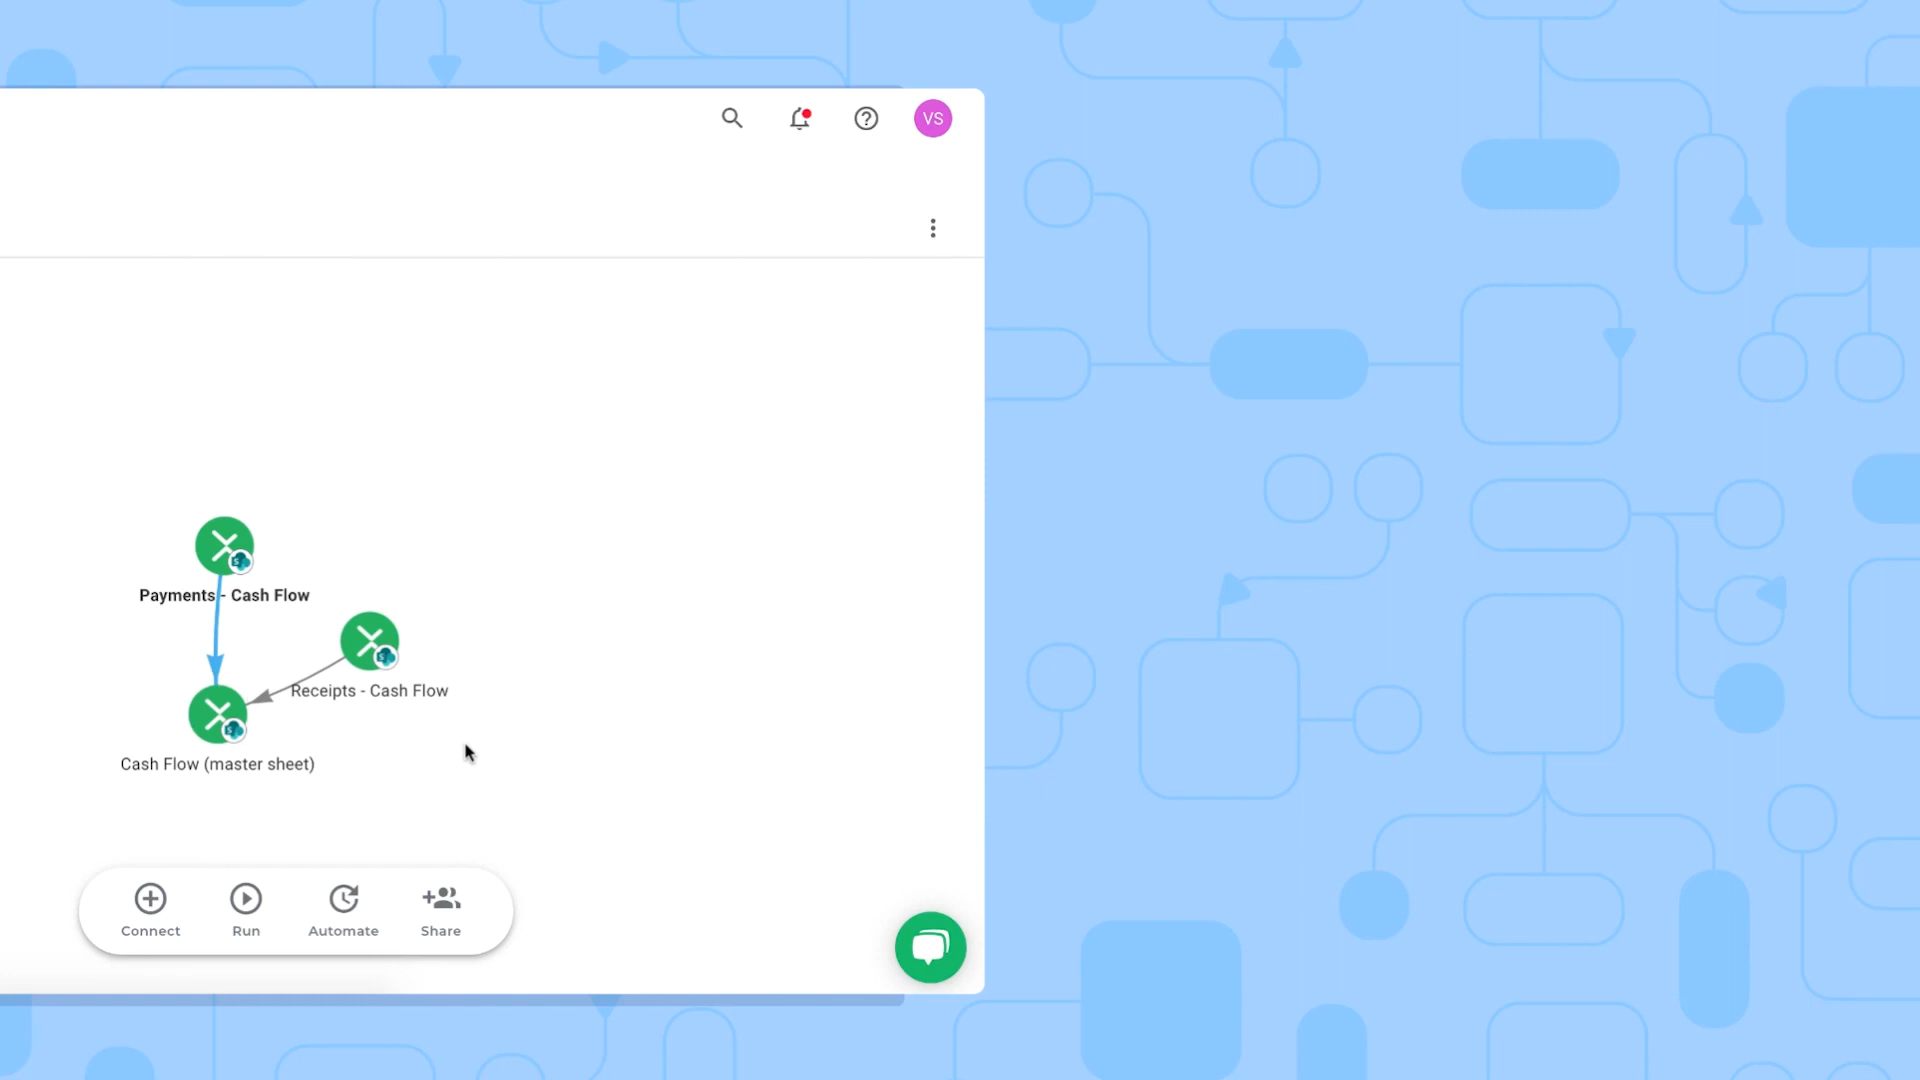 VS
Payments - Cash Flow
Receipts - Cash Flow
Cash Flow (master sheet)
Connect
Run
Automate
Share